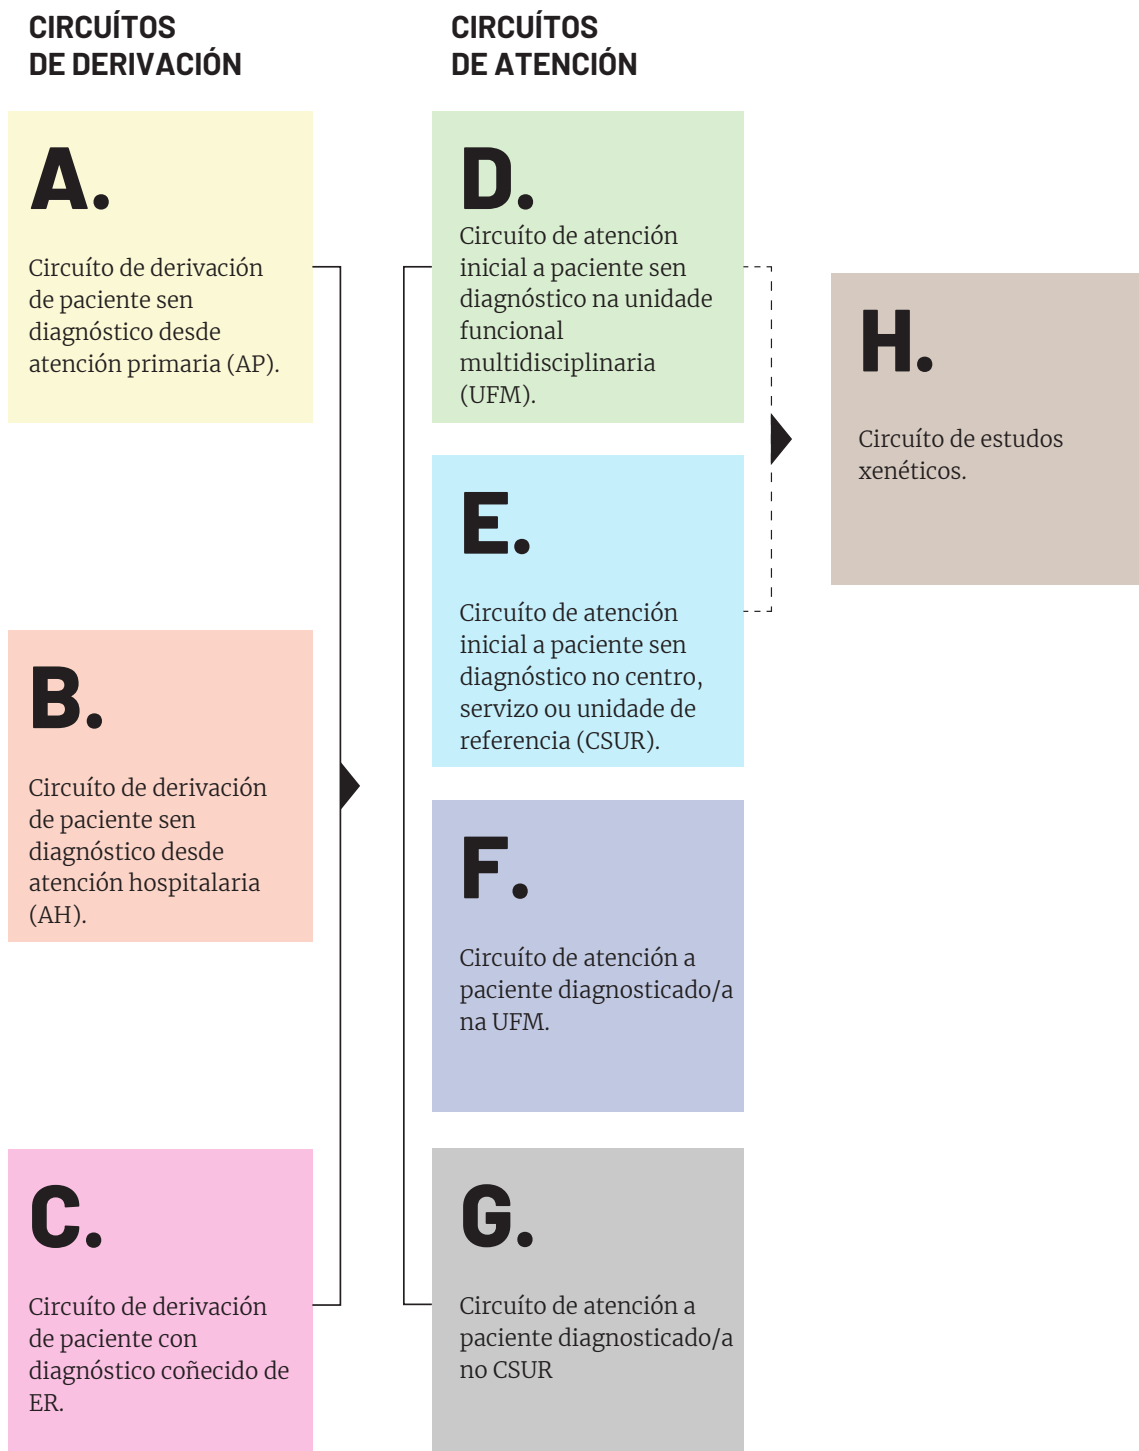 CIRCUÍTOS
DE DERIVACIÓN
A.
Circuíto de derivación
de paciente sen
diagnóstico desde
atención primaria (AP).
B.
Circuíto de derivación
de paciente sen
diagnóstico desde
atención hospitalaria
(AH).
C.
Circuíto de derivación
de paciente con
diagnóstico coñecido de
ER.
CIRCUÍTOS
DE ATENCIÓN
D.
Circuíto de atención
inicial a paciente sen
diagnóstico na unidade
funcional
multidisciplinaria
(UFM).
E.
Circuíto de atención
inicial a paciente sen
diagnóstico no centro,
servizo ou unidade de
referencia (CSUR).
F.
Circuíto de atención a
paciente diagnosticado/a
na UFM.
G.
Circuíto de atención a
paciente diagnosticado/a
no CSUR
H.
Circuíto de estudos
xenéticos.